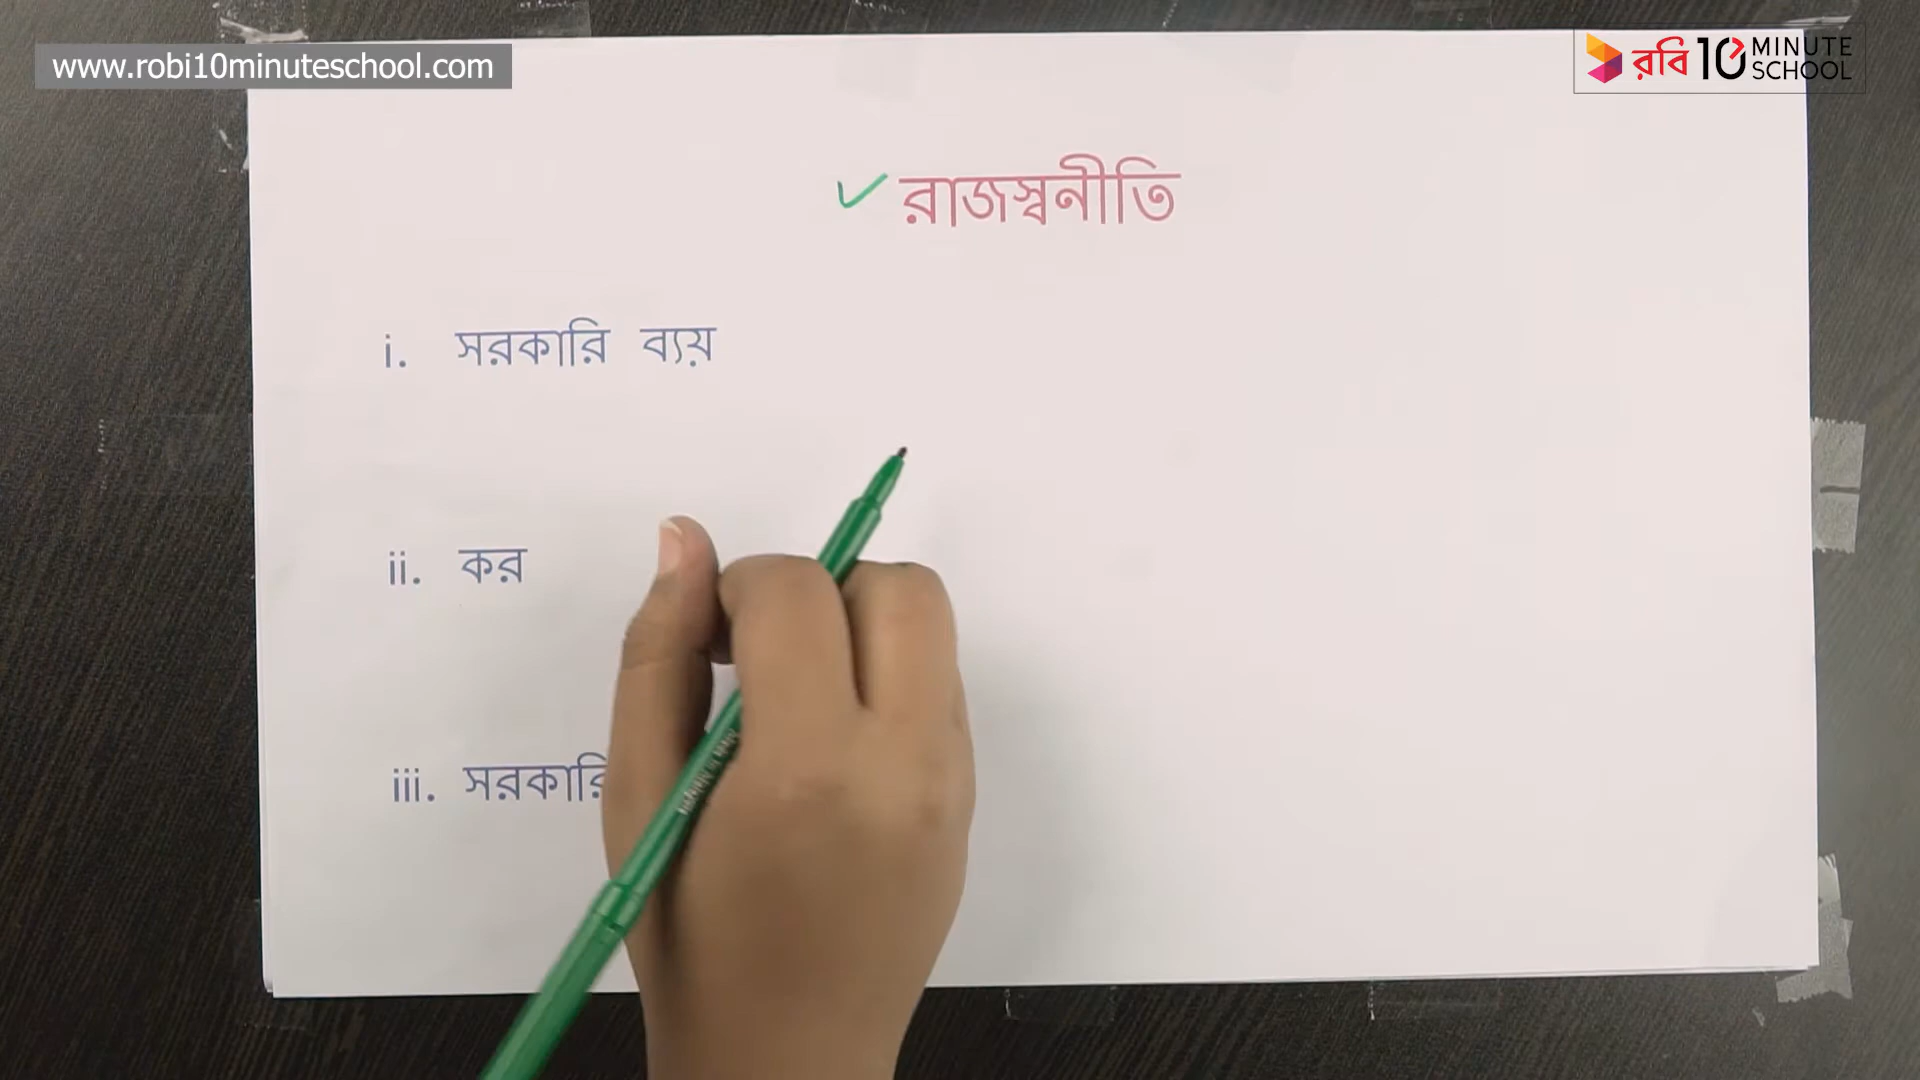 www.robi10minuteschool.com
রবি 10 MINUTE SCHOOL
রাজস্বনীতি
i. সরকারি ব্যয়
ii. কর
iii. সরকারি